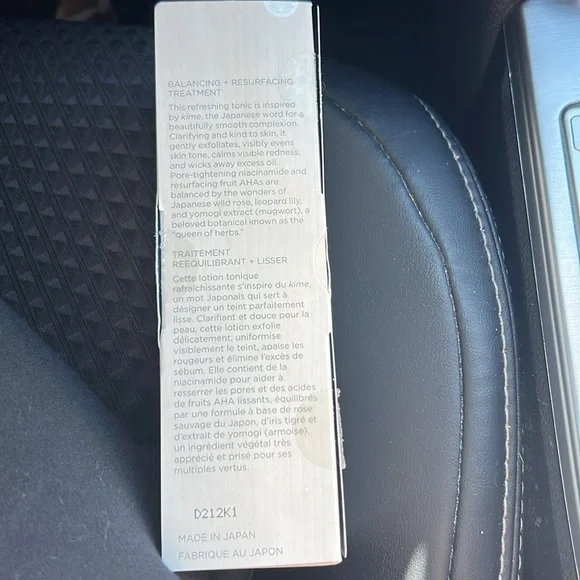 BALANCING + RESURFACING
TREATMENT
This refreshing tonic is inspired
by kime, the Japanese word for a
beautifully smooth complexion.
Clarifying and kind to skin, it
gently exfoliates, visibly evens
skin tone, calms visible redness,
and wicks away excess oil.
Pore-tightening niacinamide and
resurfacing fruit AHAs are
balanced by the wonders of
Japanese wild rose, leopard lily,
and yomogi extract (mugwort), a
beloved botanical known as the
"queen of herbs."
TRAITEMENT
RÉÉQUILIBRANT + LISSER
Cette lotion tonique
rafraîchissante s'inspire du kime,
un mot Japonais qui sert à
désigner un teint parfaitement
lisse. Clarifiant et douce pour la
peau, cette lotion exfolie
délicatement, uniformise
visiblement le teint, apaise les
rougeurs et élimine l'excès de
sébum. Elle contient de la
niacinamide pour aider à
resserrer les pores et des acides
de fruits AHA lissants, équilibrés
par une formule à base de rose
sauvage du Japon, d'iris tigré et
d'extrait de yomogi (armoise),
un ingrédient végétal très
apprécié et prisé pour ses
multiples vertus.
D212K1
MADE IN JAPAN
FABRIQUE AU JAPON